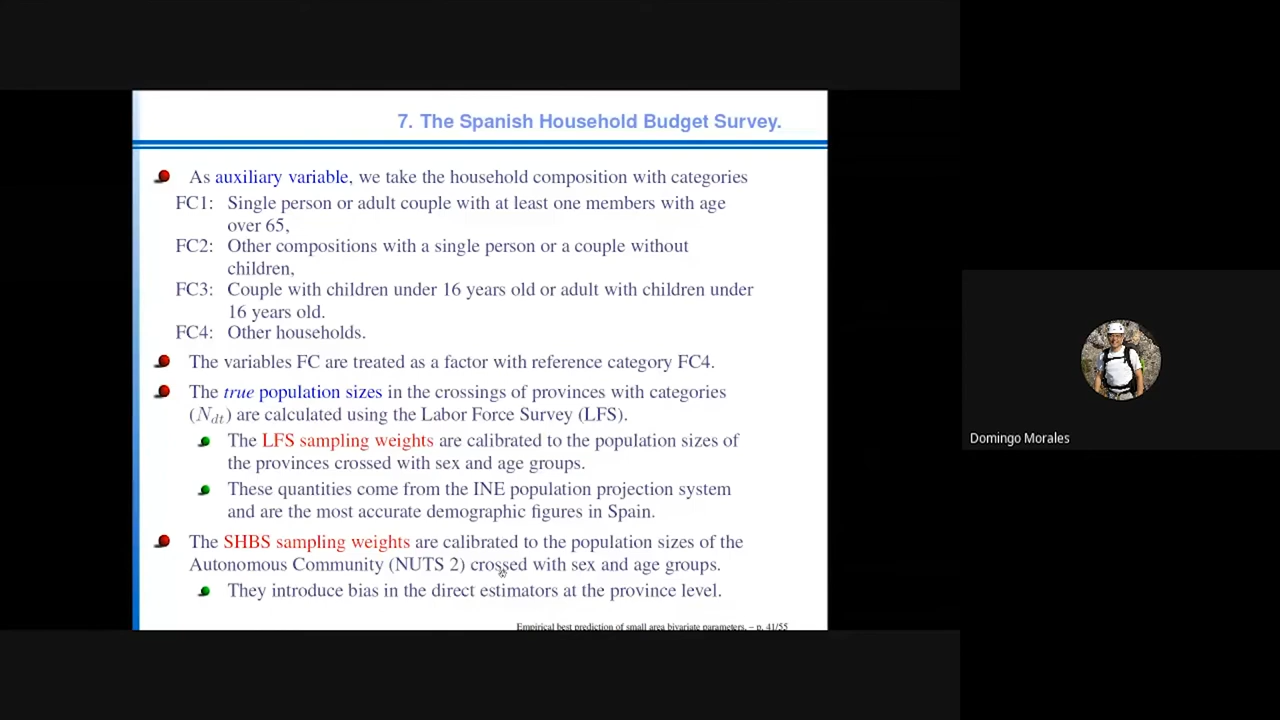 7. The Spanish Household Budget Survey.
As auxiliary variable, we take the household composition with categories
FC1: Single person or adult couple with at least one members with age
over 65,
FC2: Other compositions with a single person or a couple without
children,
FC3: Couple with children under 16 years old or adult with children under
16 years old.
FC4: Other households.
The variables FC are treated as a factor with reference category FC4.
The true population sizes in the crossings of provinces with categories
(N_{dt}) are calculated using the Labor Force Survey (LFS).
The LFS sampling weights are calibrated to the population sizes of
the provinces crossed with sex and age groups.
These quantities come from the INE population projection system
and are the most accurate demographic figures in Spain.
The SHBS sampling weights are calibrated to the population sizes of the
Autonomous Community (NUTS 2) crossed with sex and age groups.
They introduce bias in the direct estimators at the province level.
Empirical best prediction of small area bivariate parameters, – p. 41/55
Domingo Morales